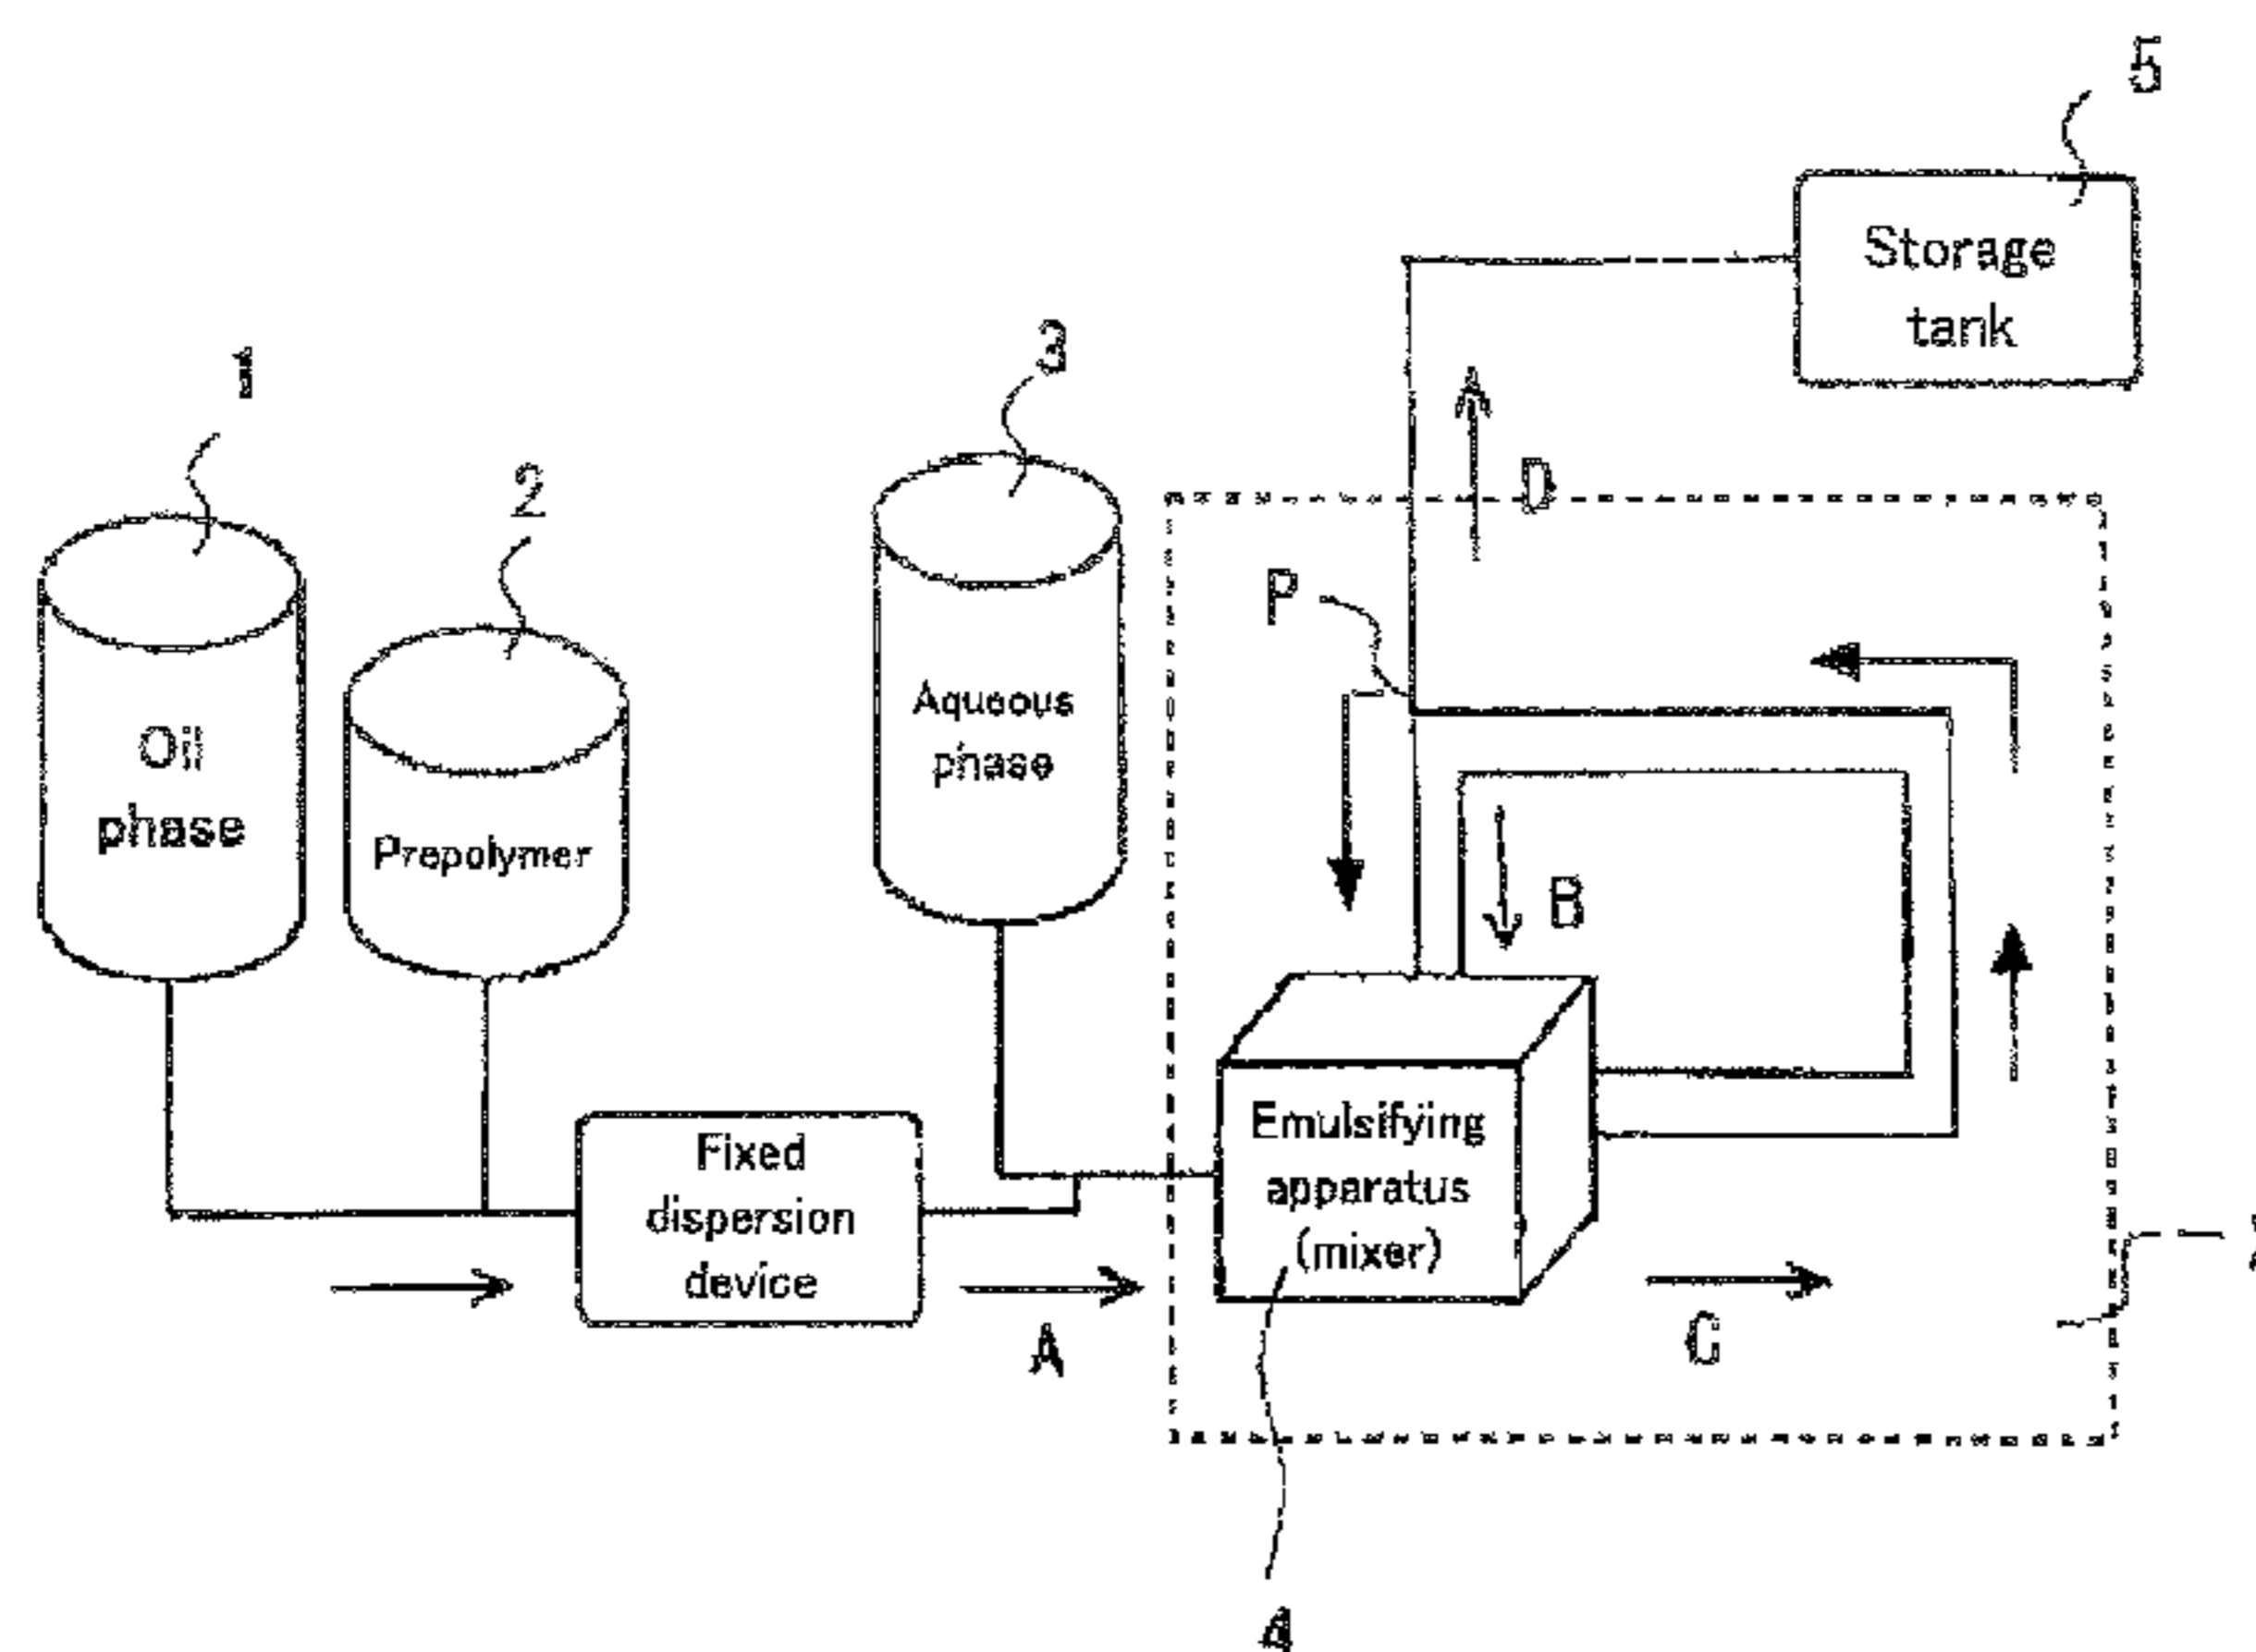 5
Storage
tank
1
3
2
D
P
Oil
phase
Aqueous
phase
Prepolymer
B
Emulsifying
apparatus
(mixer)
Fixed
dispersion
device
A
C
4